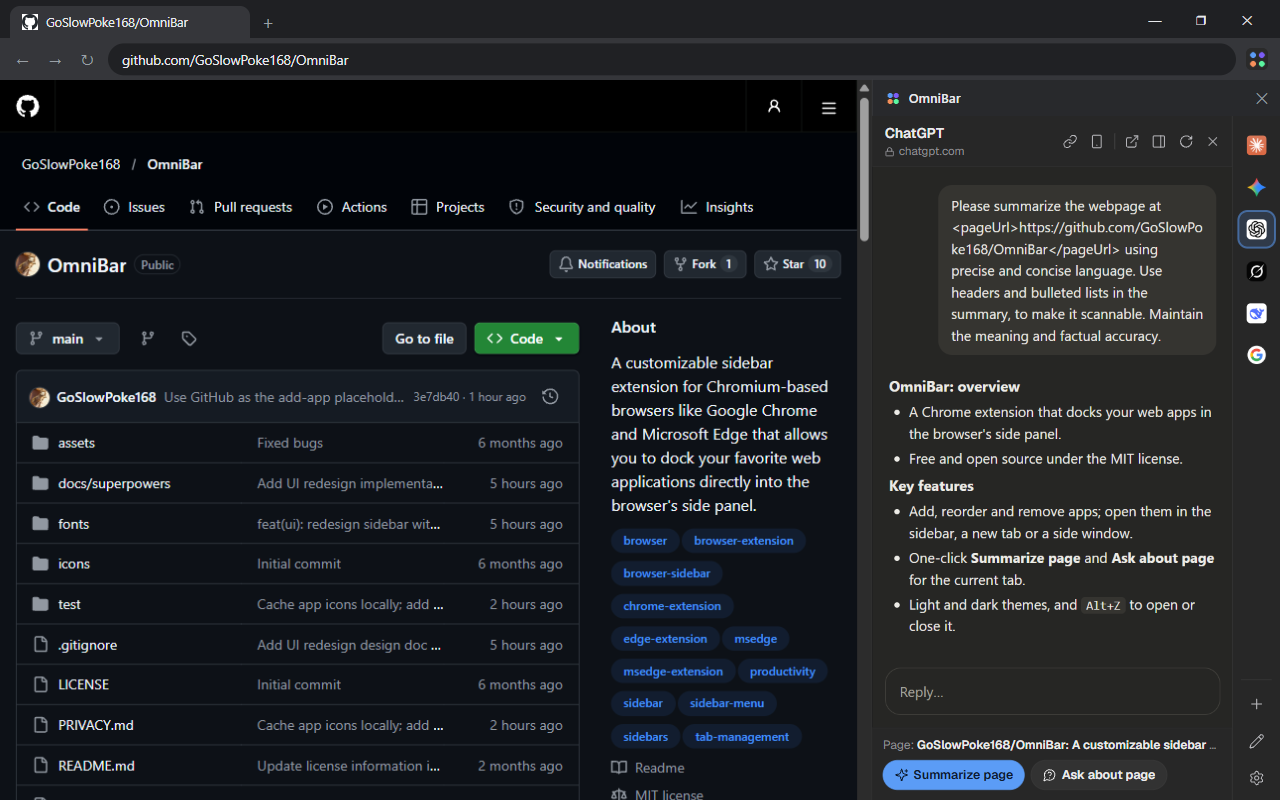 GoSlowPoke168/OmniBar
github.com/GoSlowPoke168/OmniBar
GoSlowPoke168 / OmniBar
Code
Issues
Pull requests
Actions
Projects
Security and quality
Insights
OmniBar
Public
Notifications
Fork 1
Star 10
main
Go to file
Code
GoSlowPoke168 Use GitHub as the add-app placehold... 3e7db40 · 1 hour ago
assets Fixed bugs 6 months ago
docs/superpowers Add UI redesign implementa... 5 hours ago
fonts feat(ui): redesign sidebar wit... 5 hours ago
icons Initial commit 6 months ago
test Cache app icons locally; add ... 2 hours ago
.gitignore Add UI redesign design doc ... 5 hours ago
LICENSE Initial commit 6 months ago
PRIVACY.md Cache app icons locally; add ... 2 hours ago
README.md Update license information i... 2 months ago
About
A customizable sidebar
extension for Chromium-based
browsers like Google Chrome
and Microsoft Edge that allows
you to dock your favorite web
applications directly into the
browser's side panel.
browser browser-extension
browser-sidebar
chrome-extension
edge-extension msedge
msedge-extension productivity
sidebar sidebar-menu
sidebars tab-management
Readme
MIT license
OmniBar
ChatGPT
chatgpt.com
Please summarize the webpage at
<pageUrl>https://github.com/GoSlowPo
ke168/OmniBar</pageUrl> using
precise and concise language. Use
headers and bulleted lists in the
summary, to make it scannable. Maintain
the meaning and factual accuracy.
OmniBar: overview
• A Chrome extension that docks your web apps in
the browser's side panel.
• Free and open source under the MIT license.
Key features
• Add, reorder and remove apps; open them in the
sidebar, a new tab or a side window.
• One-click Summarize page and Ask about page
for the current tab.
• Light and dark themes, and Alt+Z to open or
close it.
Reply...
Page: GoSlowPoke168/OmniBar: A customizable sidebar ...
Summarize page
Ask about page